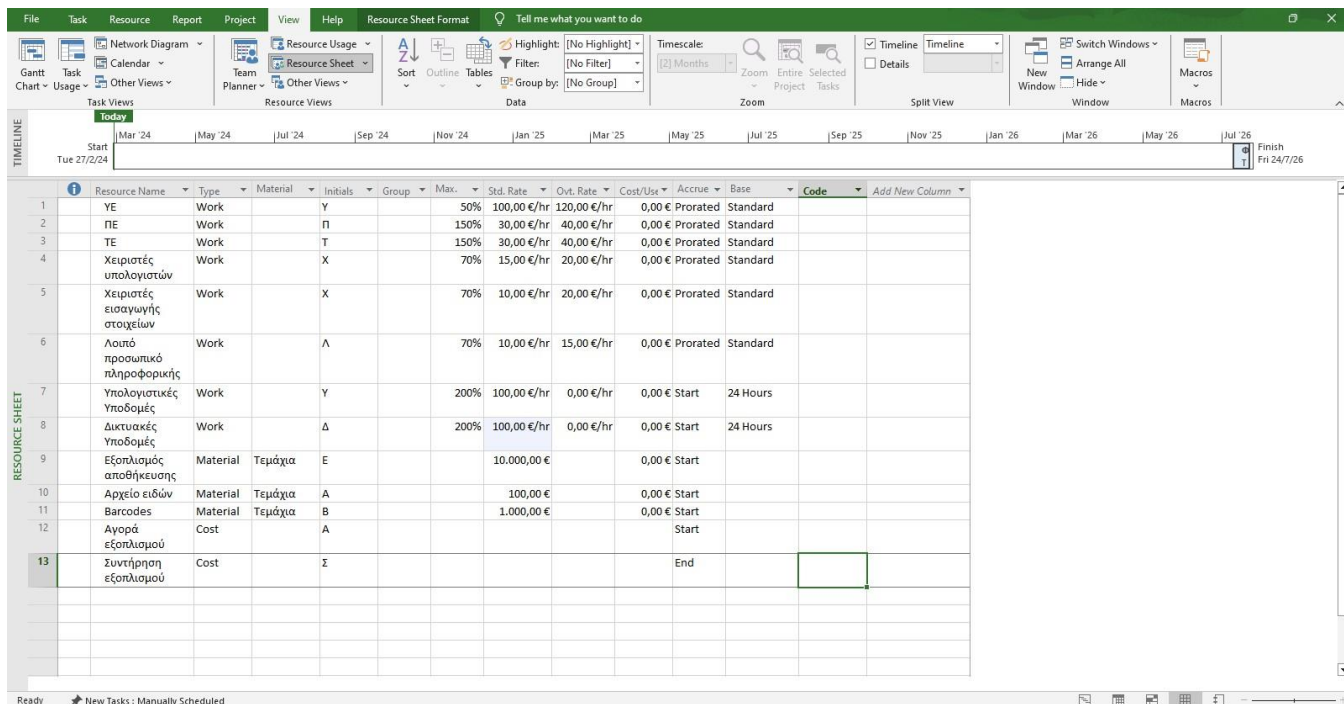 File Task Resource Report Project View Help Resource Sheet Format Tell me what you want to do
Network Diagram Resource Usage Highlight: [No Highlight] Timescale: Timeline Timeline Switch Windows
Calendar Resource Sheet Filter: [No Filter] [2] Months Details Arrange All
Gantt Chart Task Usage Other Views Team Planner Other Views Sort Outline Tables Group by: [No Group] Zoom Entire Project Selected Tasks New Window Hide Macros
Task Views Resource Views Data Zoom Split View Window Macros
TIMELINE
Today
Mar '24 May '24 Jul '24 Sep '24 Nov '24 Jan '25 Mar '25 May '25 Jul '25 Sep '25 Nov '25 Jan '26 Mar '26 May '26 Jul '26
Start Φ Finish
Tue 27/2/24 T Fri 24/7/26
RESOURCE SHEET
Resource Name Type Material Initials Group Max. Std. Rate Ovt. Rate Cost/Use Accrue Base Code Add New Column
1 ΥΕ Work Υ 50% 100,00 €/hr 120,00 €/hr 0,00 € Prorated Standard
2 ΠΕ Work Π 150% 30,00 €/hr 40,00 €/hr 0,00 € Prorated Standard
3 ΤΕ Work Τ 150% 30,00 €/hr 40,00 €/hr 0,00 € Prorated Standard
4 Χειριστές Work Χ 70% 15,00 €/hr 20,00 €/hr 0,00 € Prorated Standard
υπολογιστών
5 Χειριστές Work Χ 70% 10,00 €/hr 20,00 €/hr 0,00 € Prorated Standard
εισαγωγής
στοιχείων
6 Λοιπό Work Λ 70% 10,00 €/hr 15,00 €/hr 0,00 € Prorated Standard
προσωπικό
πληροφορικής
7 Υπολογιστικές Work Υ 200% 100,00 €/hr 0,00 €/hr 0,00 € Start 24 Hours
Υποδομές
8 Δικτυακές Work Δ 200% 100,00 €/hr 0,00 €/hr 0,00 € Start 24 Hours
Υποδομές
9 Εξοπλισμός Material Τεμάχια Ε 10.000,00 € 0,00 € Start
αποθήκευσης
10 Αρχείο ειδών Material Τεμάχια Α 100,00 € 0,00 € Start
11 Barcodes Material Τεμάχια B 1.000,00 € 0,00 € Start
12 Αγορά Cost Α Start
εξοπλισμού
13 Συντήρηση Cost Σ End
εξοπλισμού
Ready New Tasks : Manually Scheduled